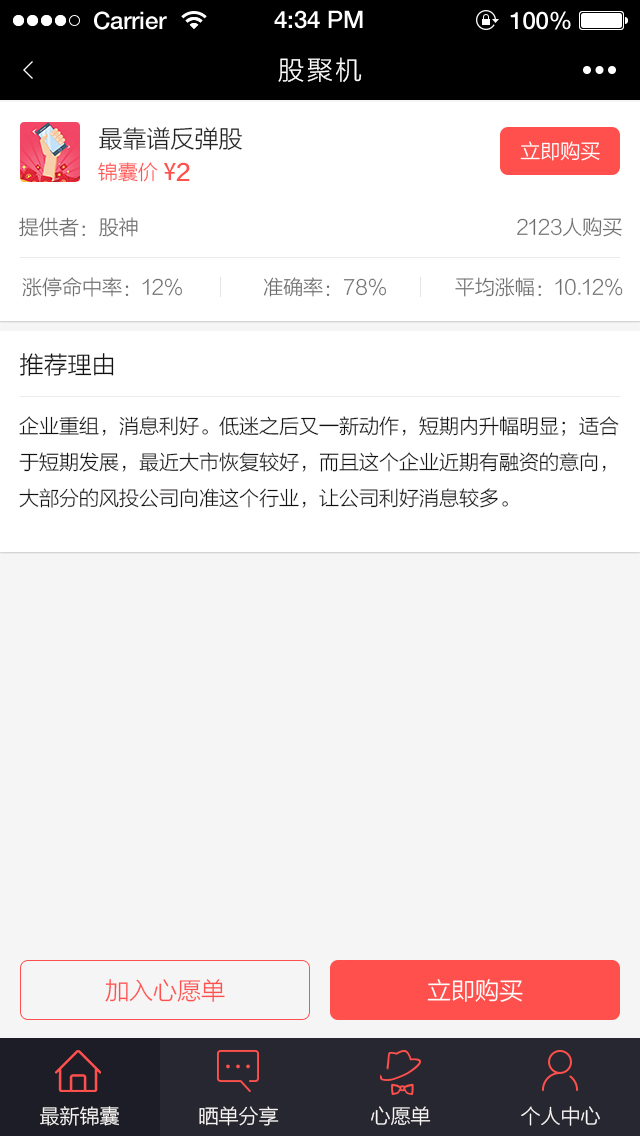 Carrier 4:34 PM 100%
股聚机
最靠谱反弹股
锦囊价 ¥2
立即购买
提供者：股神 2123人购买
涨停命中率：12% 准确率：78% 平均涨幅：10.12%
推荐理由
企业重组，消息利好。低迷之后又一新动作，短期内升幅明显；适合
于短期发展，最近大市恢复较好，而且这个企业近期有融资的意向，
大部分的风投公司向准这个行业，让公司利好消息较多。
加入心愿单 立即购买
最新锦囊 晒单分享 心愿单 个人中心